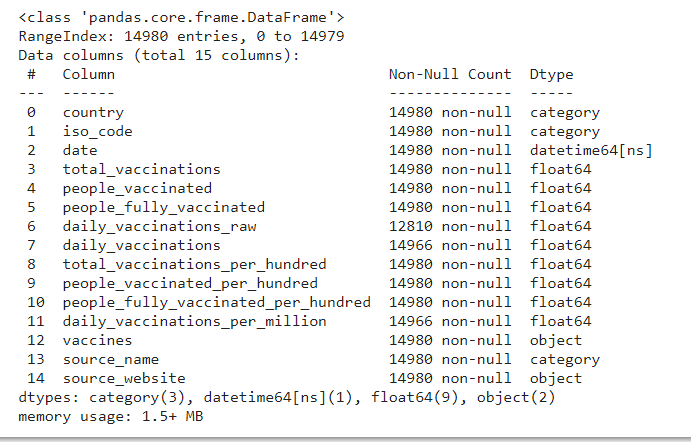 <class 'pandas.core.frame.DataFrame'>
RangeIndex: 14980 entries, 0 to 14979
Data columns (total 15 columns):
 #   Column                               Non-Null Count  Dtype
---  ------                               --------------  -----
 0   country                              14980 non-null  category
 1   iso_code                             14980 non-null  category
 2   date                                 14980 non-null  datetime64[ns]
 3   total_vaccinations                   14980 non-null  float64
 4   people_vaccinated                    14980 non-null  float64
 5   people_fully_vaccinated              14980 non-null  float64
 6   daily_vaccinations_raw               12810 non-null  float64
 7   daily_vaccinations                   14966 non-null  float64
 8   total_vaccinations_per_hundred       14980 non-null  float64
 9   people_vaccinated_per_hundred        14980 non-null  float64
 10  people_fully_vaccinated_per_hundred  14980 non-null  float64
 11  daily_vaccinations_per_million       14966 non-null  float64
 12  vaccines                             14980 non-null  object
 13  source_name                          14980 non-null  category
 14  source_website                       14980 non-null  object
dtypes: category(3), datetime64[ns](1), float64(9), object(2)
memory usage: 1.5+ MB